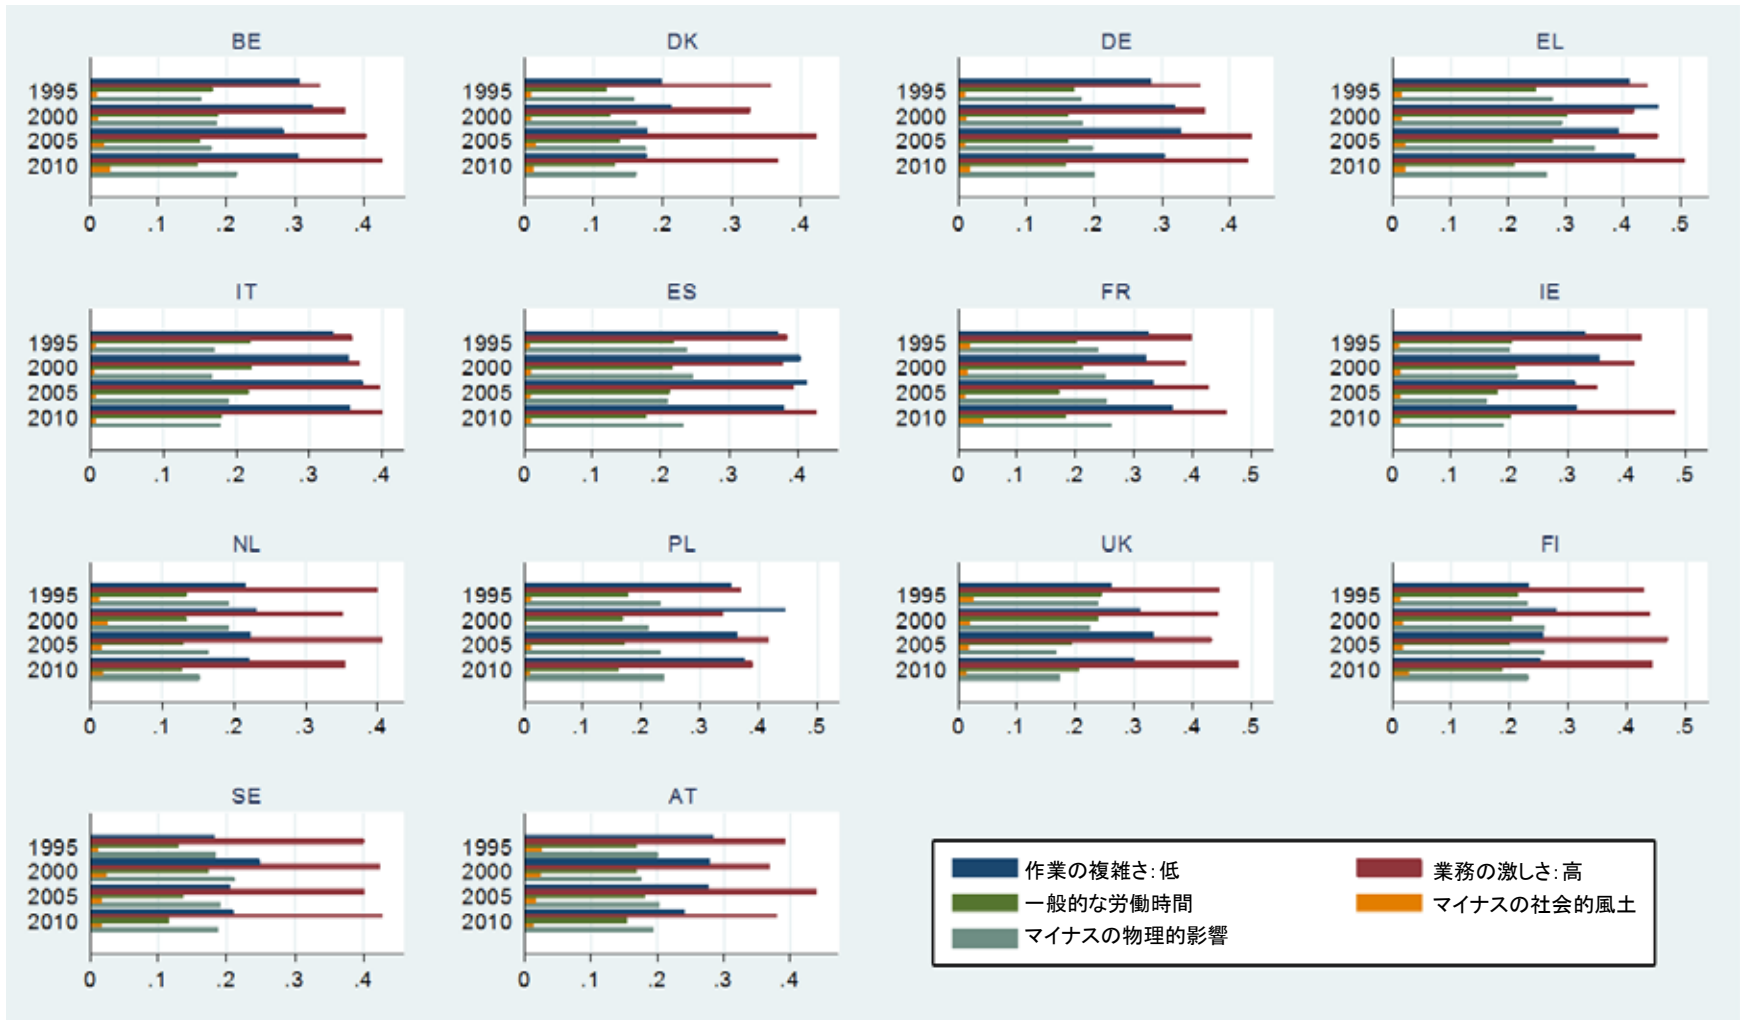 BE DK DE EL
1995 1995 1995 1995
2000 2000 2000 2000
2005 2005 2005 2005
2010 2010 2010 2010
0 .1 .2 .3 .4 0 .1 .2 .3 .4 0 .1 .2 .3 .4 0 .1 .2 .3 .4 .5
IT ES FR IE
1995 1995 1995 1995
2000 2000 2000 2000
2005 2005 2005 2005
2010 2010 2010 2010
0 .1 .2 .3 .4 0 .1 .2 .3 .4 0 .1 .2 .3 .4 .5 0 .1 .2 .3 .4 .5
NL PL UK FI
1995 1995 1995 1995
2000 2000 2000 2000
2005 2005 2005 2005
2010 2010 2010 2010
0 .1 .2 .3 .4 0 .1 .2 .3 .4 .5 0 .1 .2 .3 .4 .5 0 .1 .2 .3 .4 .5
SE AT
1995 1995
2000 2000
2005 2005
2010 2010
0 .1 .2 .3 .4 0 .1 .2 .3 .4
作業の複雑さ：低 業務の激しさ：高
一般的な労働時間 マイナスの社会的風土
マイナスの物理的影響